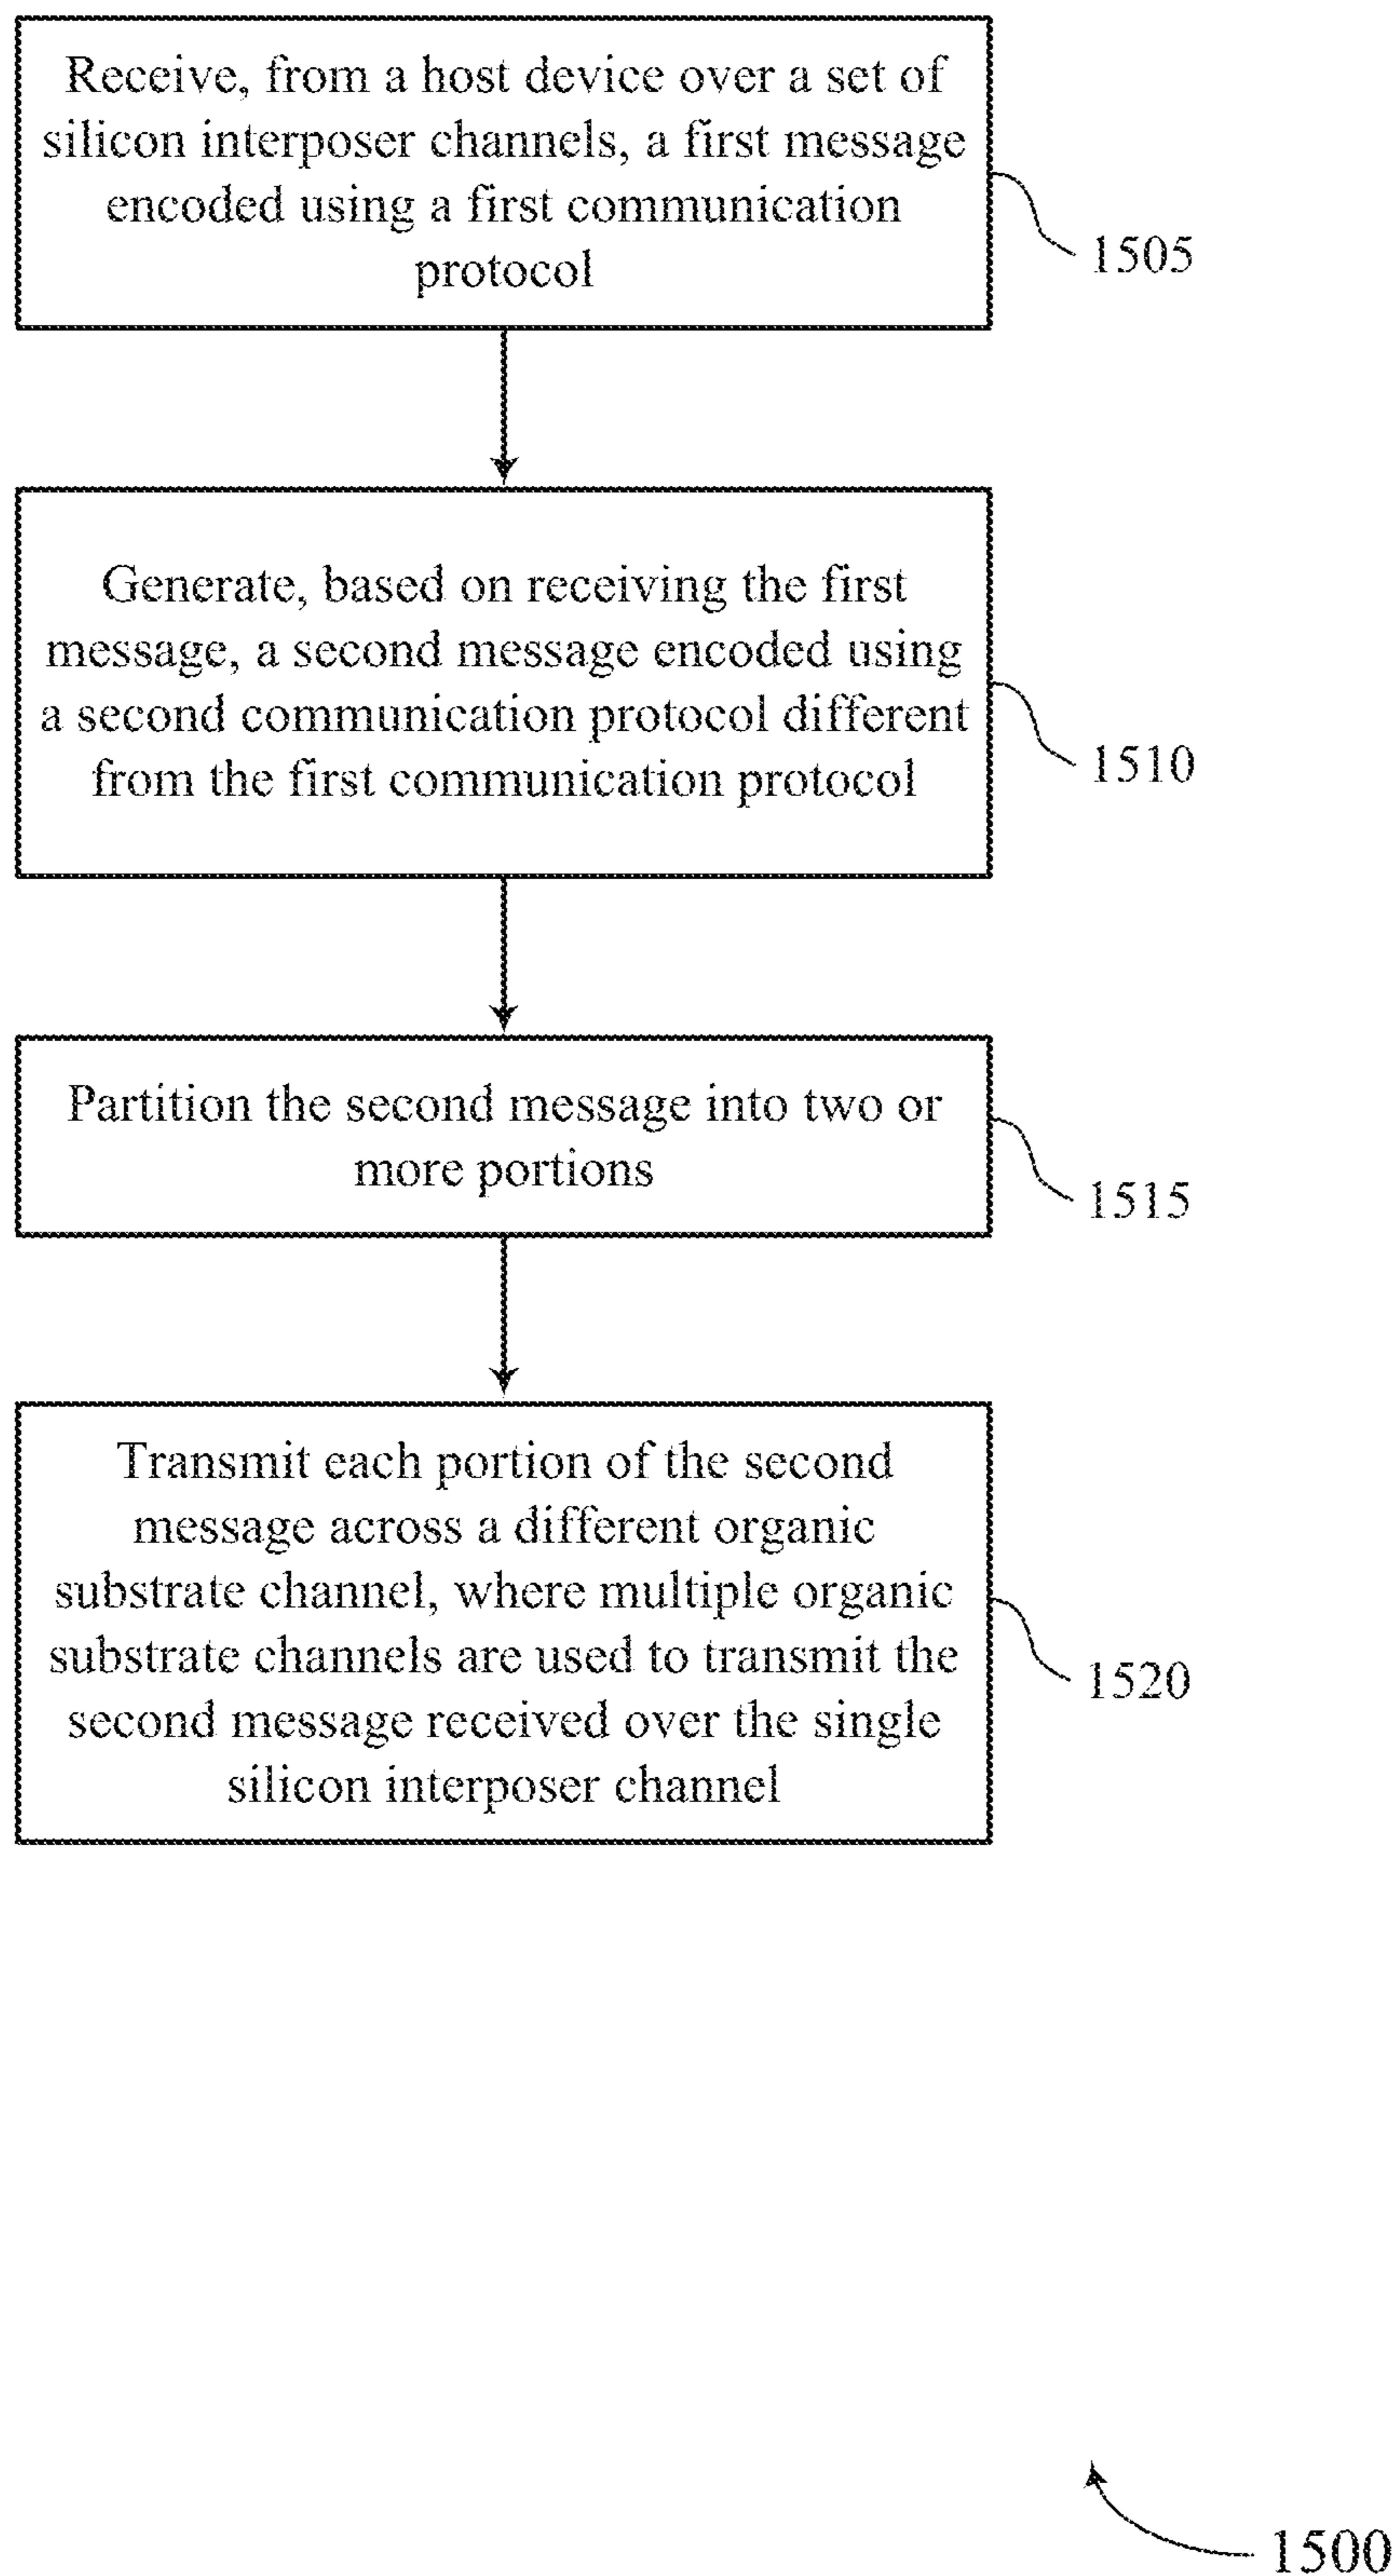 Receive, from a host device over a set of
silicon interposer channels, a first message
encoded using a first communication
protocol
1505
Generate, based on receiving the first
message, a second message encoded using
a second communication protocol different
from the first communication protocol
1510
Partition the second message into two or
more portions
1515
Transmit each portion of the second
message across a different organic
substrate channel, where multiple organic
substrate channels are used to transmit the
second message received over the single
silicon interposer channel
1520
1500